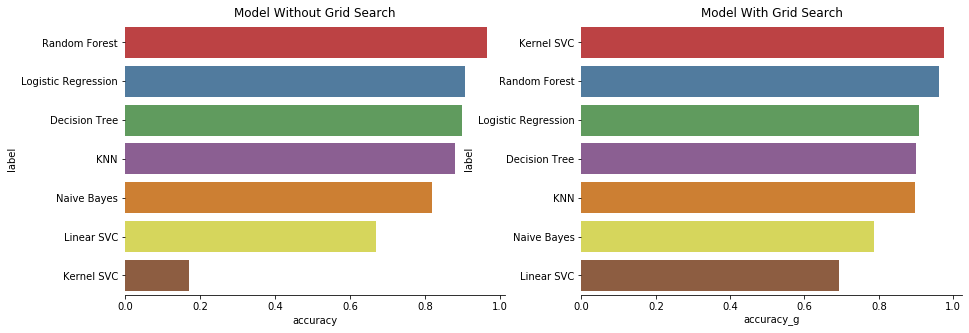 Model Without Grid Search
Random Forest
Logistic Regression
Decision Tree
KNN
Naive Bayes
Linear SVC
Kernel SVC
label
0.0 0.2 0.4 0.6 0.8 1.0
accuracy
Model With Grid Search
Kernel SVC
Random Forest
Logistic Regression
Decision Tree
KNN
Naive Bayes
Linear SVC
label
0.0 0.2 0.4 0.6 0.8 1.0
accuracy_g